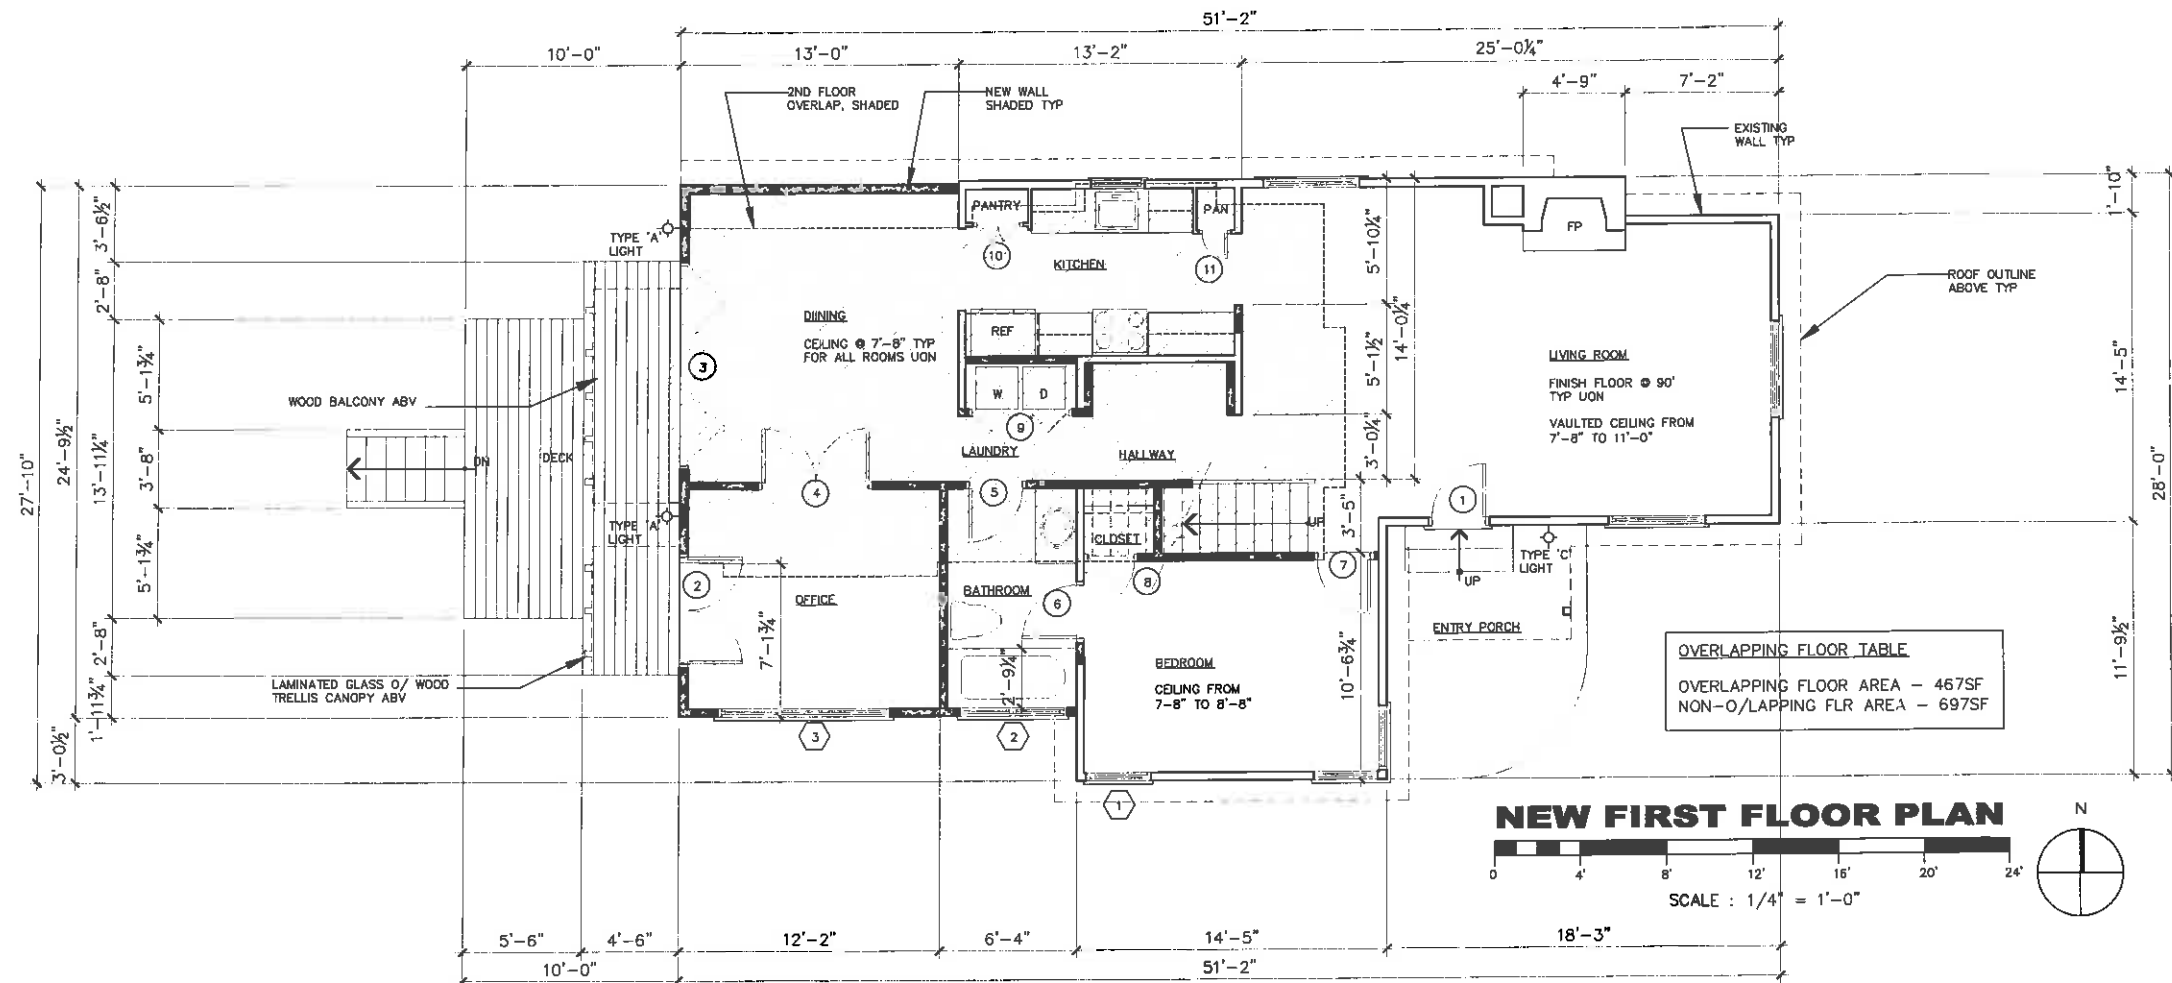 51'-2"
10'-0"
13'-0"
13'-2"
25'-0¼"
4'-9"
7'-2"
2ND FLOOR
OVERLAP, SHADED
NEW WALL
SHADED TYP
EXISTING
WALL TYP
ROOF OUTLINE
ABOVE TYP
27'-10"
24'-9½"
3'-0½"
3'-6½"
2'-8"
13'-11¼"
2'-8"
1'-11¾"
5'-1¾"
3'-8"
5'-1¾"
TYPE 'A'
LIGHT
WOOD BALCONY ABV
DN
DECK
TYPE 'A'
LIGHT
LAMINATED GLASS O/ WOOD
TRELLIS CANOPY ABV
PANTRY
PAN
10
11
KITCHEN
DIINING
CEILING @ 7'-8" TYP
FOR ALL ROOMS UON
3
REF
W
D
9
LAUNDRY
HALLWAY
4
5
5'-10¼"
5'-1½"
14'-0¼"
3'-0¼"
3'-5"
FP
LIVING ROOM
FINISH FLOOR @ 90'
TYP UON
VAULTED CEILING FROM
7'-8" TO 11'-0"
1
UP
CLOSET
8
7
2
OFFICE
7'-1¾"
BATHROOM
6
2'-9¼"
BEDROOM
CEILING FROM
7-8" TO 8'-8"
10'-6¾"
UP
TYPE 'C'
LIGHT
ENTRY PORCH
3
2
1
1'-10"
14'-5"
11'-9½"
28'-0"
OVERLAPPING FLOOR TABLE
OVERLAPPING FLOOR AREA - 467SF
NON-O/LAPPING FLR AREA - 697SF
NEW FIRST FLOOR PLAN
0 4' 8' 12' 16' 20' 24'
SCALE : 1/4" = 1'-0"
N
5'-6"
4'-6"
12'-2"
6'-4"
14'-5"
18'-3"
10'-0"
51'-2"